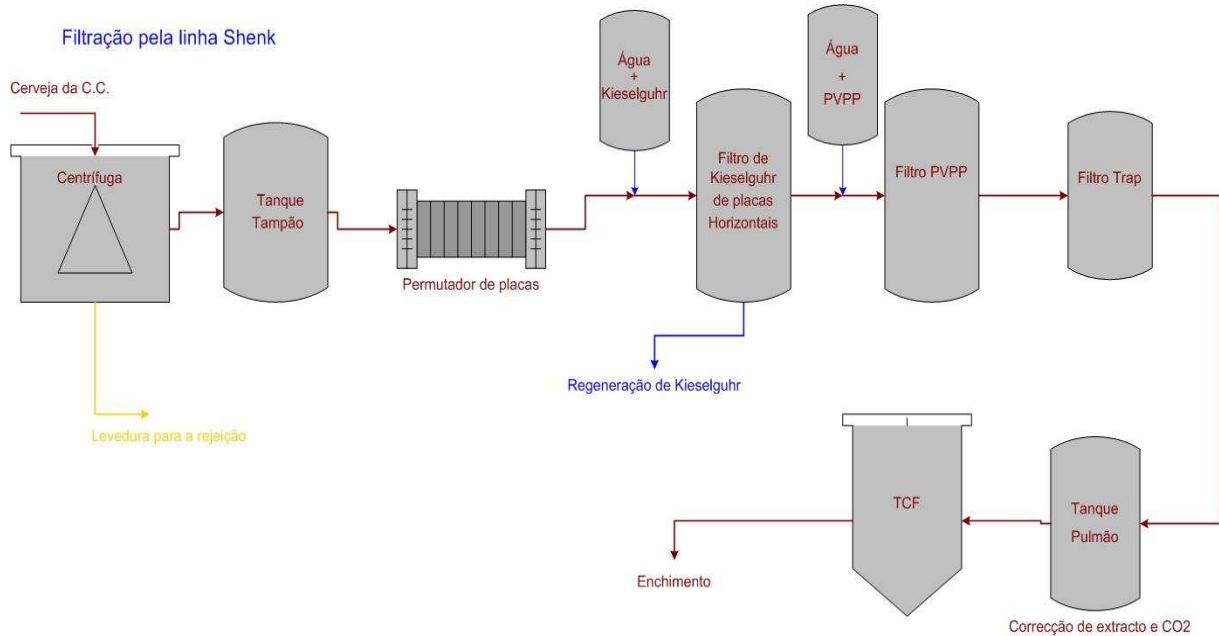 Filtração pela linha Shenk
Cerveja da C.C.
Centrífuga
Levedura para a rejeição
Tanque
Tampão
Permutador de placas
Água
+
Kieselguhr
Filtro de
Kieselguhr
de placas
Horizontais
Regeneração de Kieselguhr
Água
+
PVPP
Filtro PVPP
Filtro Trap
Tanque
Pulmão
Correcção de extracto e CO2
TCF
Enchimento